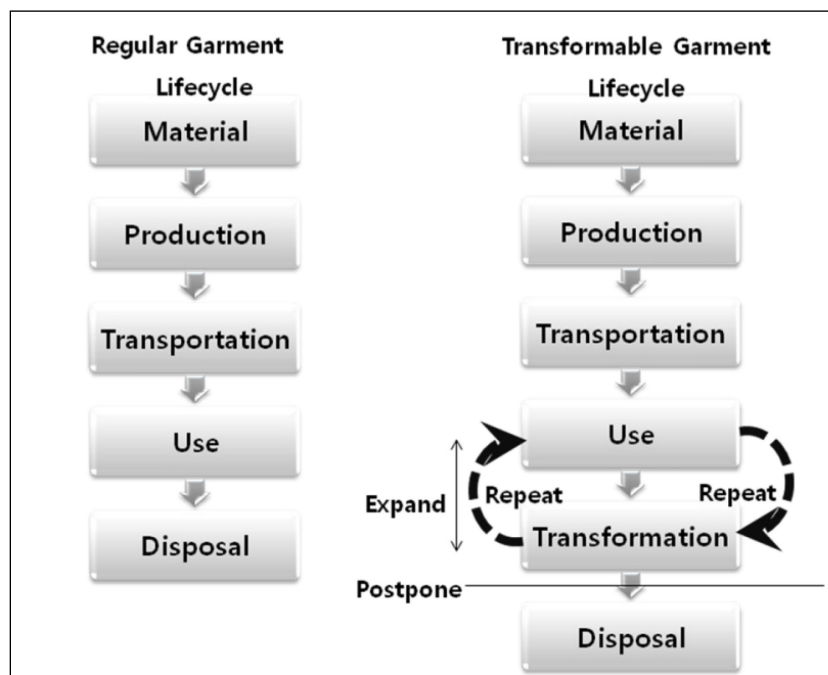 Regular Garment
Lifecycle
Material
Production
Transportation
Use
Disposal
Transformable Garment
Lifecycle
Material
Production
Transportation
Use
Repeat
Repeat
Expand
Transformation
Postpone
Disposal